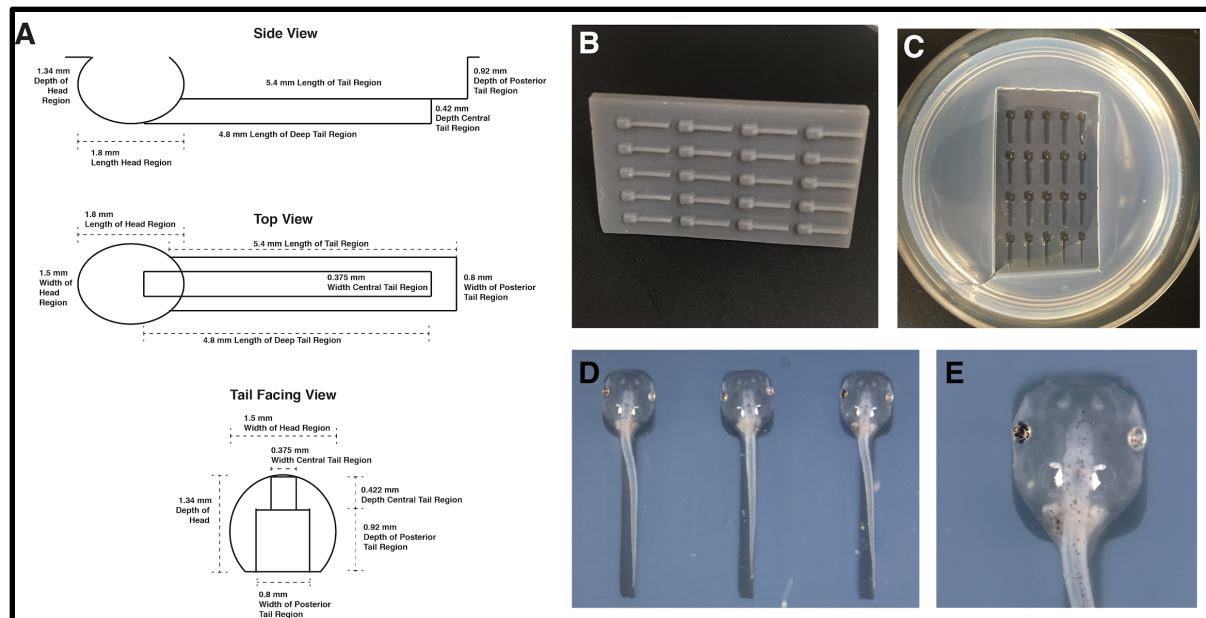 A
Side View
1.34 mm
Depth of
Head
Region
5.4 mm Length of Tail Region
0.92 mm
Depth of Posterior
Tail Region
0.42 mm
Depth Central
Tail Region
4.8 mm Length of Deep Tail Region
1.8 mm
Length Head Region
Top View
1.8 mm
Length of Head Region
5.4 mm Length of Tail Region
1.5 mm
Width of
Head
Region
0.375 mm
Width Central Tail Region
0.8 mm
Width of Posterior
Tail Region
4.8 mm Length of Deep Tail Region
Tail Facing View
1.5 mm
Width of Head Region
0.375 mm
Width Central Tail Region
1.34 mm
Depth of
Head
0.422 mm
Depth Central Tail Region
0.92 mm
Depth of Posterior
Tail Region
0.8 mm
Width of Posterior
Tail Region
B
C
D
E